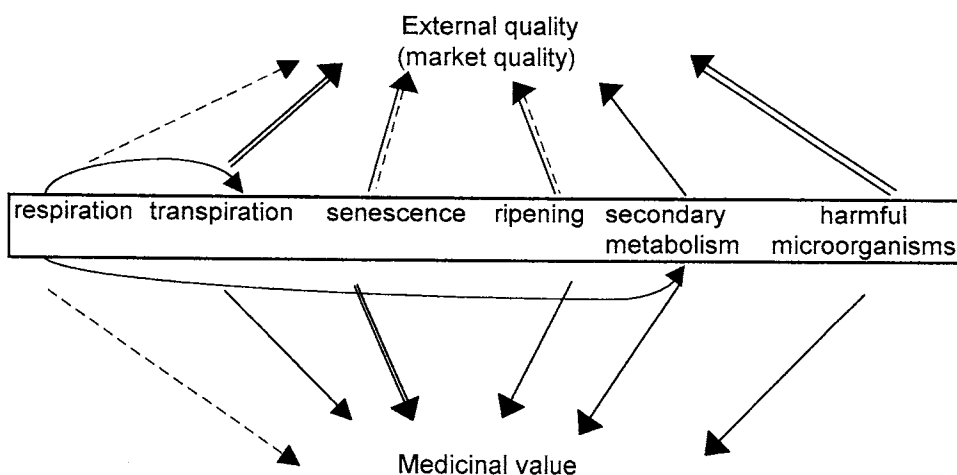 External quality
(market quality)
respiration transpiration senescence ripening secondary harmful
metabolism microorganisms
Medicinal value